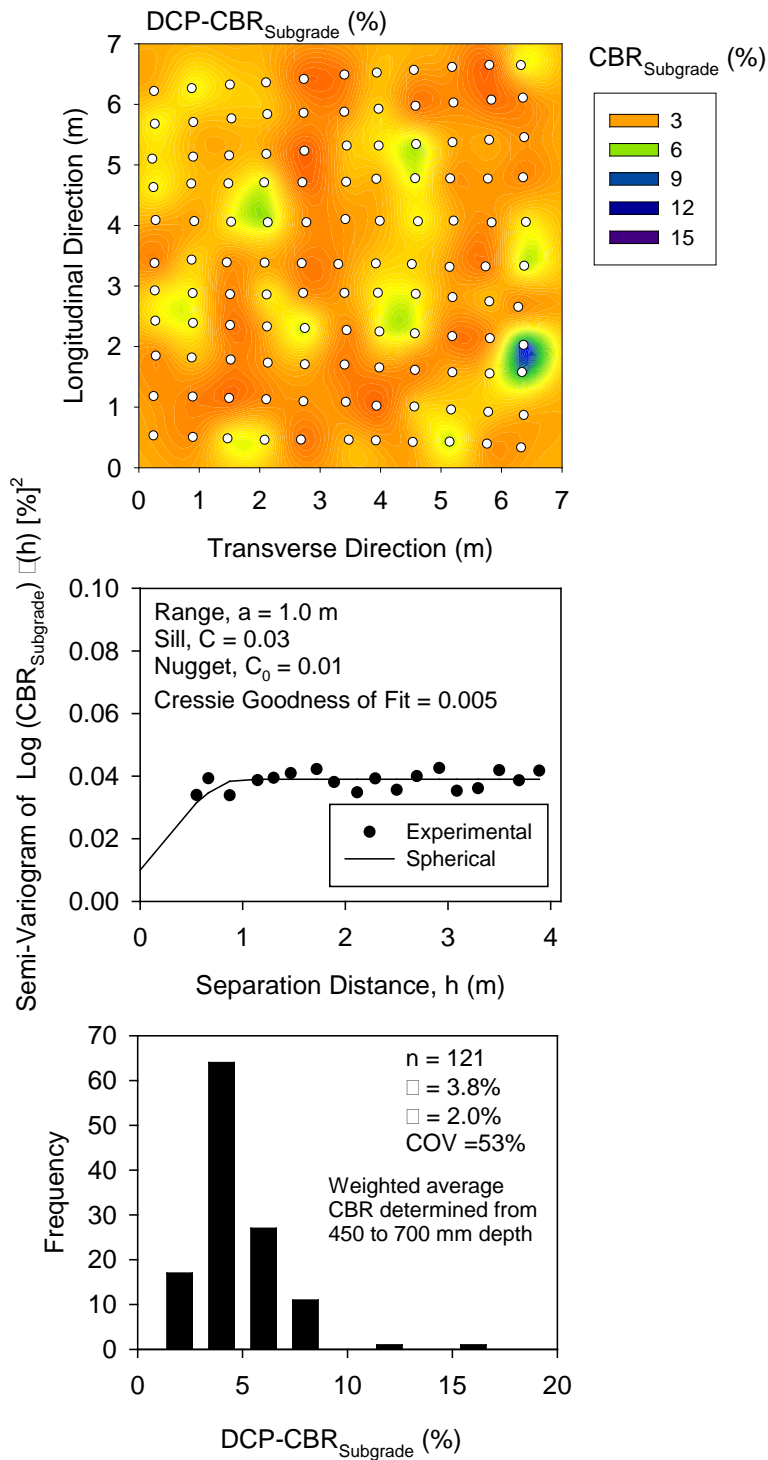 DCP-CBRSubgrade (%)
7
6
5
4
3
2
1
0
Longitudinal Direction (m)
0 1 2 3 4 5 6 7
Transverse Direction (m)
CBRSubgrade (%)
3
6
9
12
15
Semi-Variogram of Log (CBRSubgrade) □(h) [%]2
0.10
0.08
0.06
0.04
0.02
0.00
Range, a = 1.0 m
Sill, C = 0.03
Nugget, C0 = 0.01
Cressie Goodness of Fit = 0.005
Experimental
Spherical
0 1 2 3 4
Separation Distance, h (m)
70
60
50
40
30
20
10
0
Frequency
n = 121
□ = 3.8%
□ = 2.0%
COV =53%
Weighted average
CBR determined from
450 to 700 mm depth
0 5 10 15 20
DCP-CBRSubgrade (%)